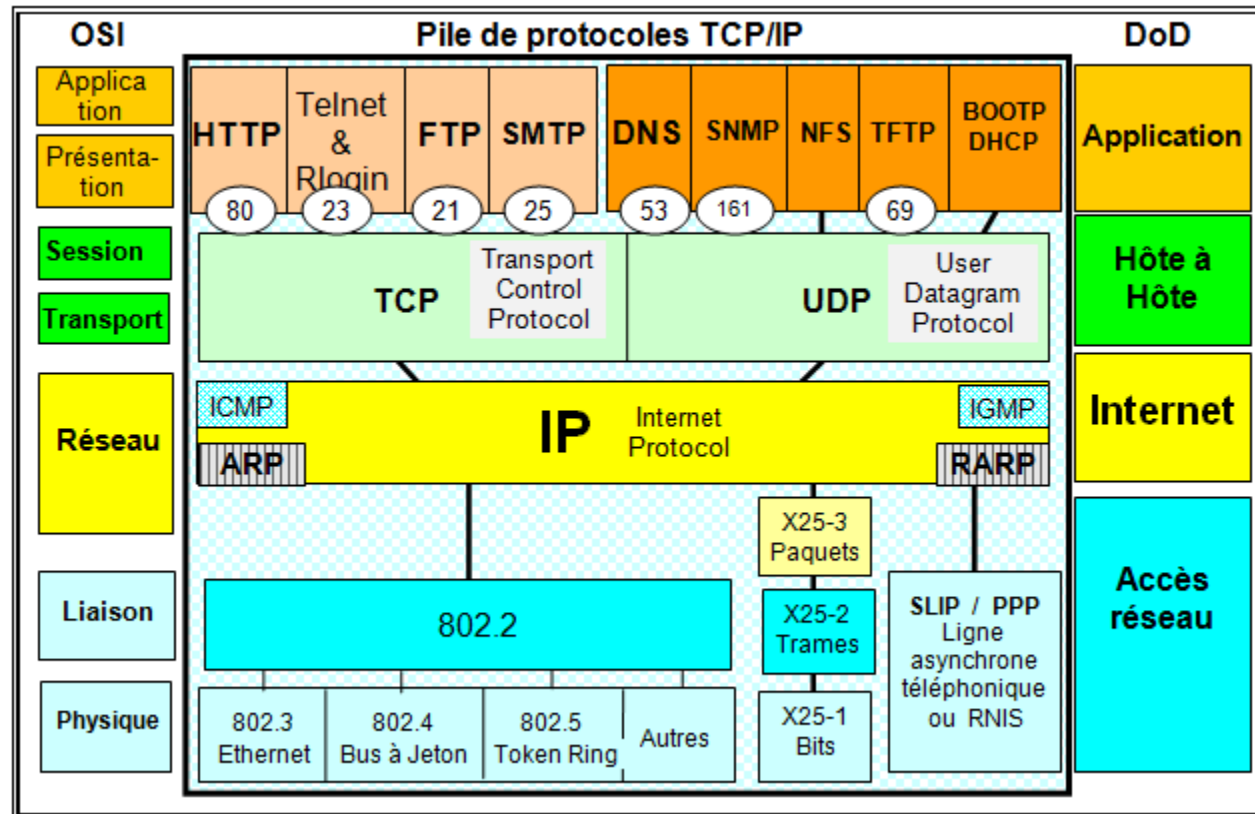 OSI
Pile de protocoles TCP/IP
DoD
Applica
tion
Présenta-
tion
Session
Transport
Réseau
Liaison
Physique
HTTP
Telnet
&
Rlogin
FTP
SMTP
DNS
SNMP
NFS
TFTP
BOOTP
DHCP
80
23
21
25
53
161
69
TCP
Transport
Control
Protocol
UDP
User
Datagram
Protocol
ICMP
IP
Internet
Protocol
IGMP
ARP
RARP
X25-3
Paquets
802.2
X25-2
Trames
SLIP / PPP
Ligne
asynchrone
téléphonique
ou RNIS
802.3
Ethernet
802.4
Bus à Jeton
802.5
Token Ring
Autres
X25-1
Bits
Application
Hôte à
Hôte
Internet
Accès
réseau